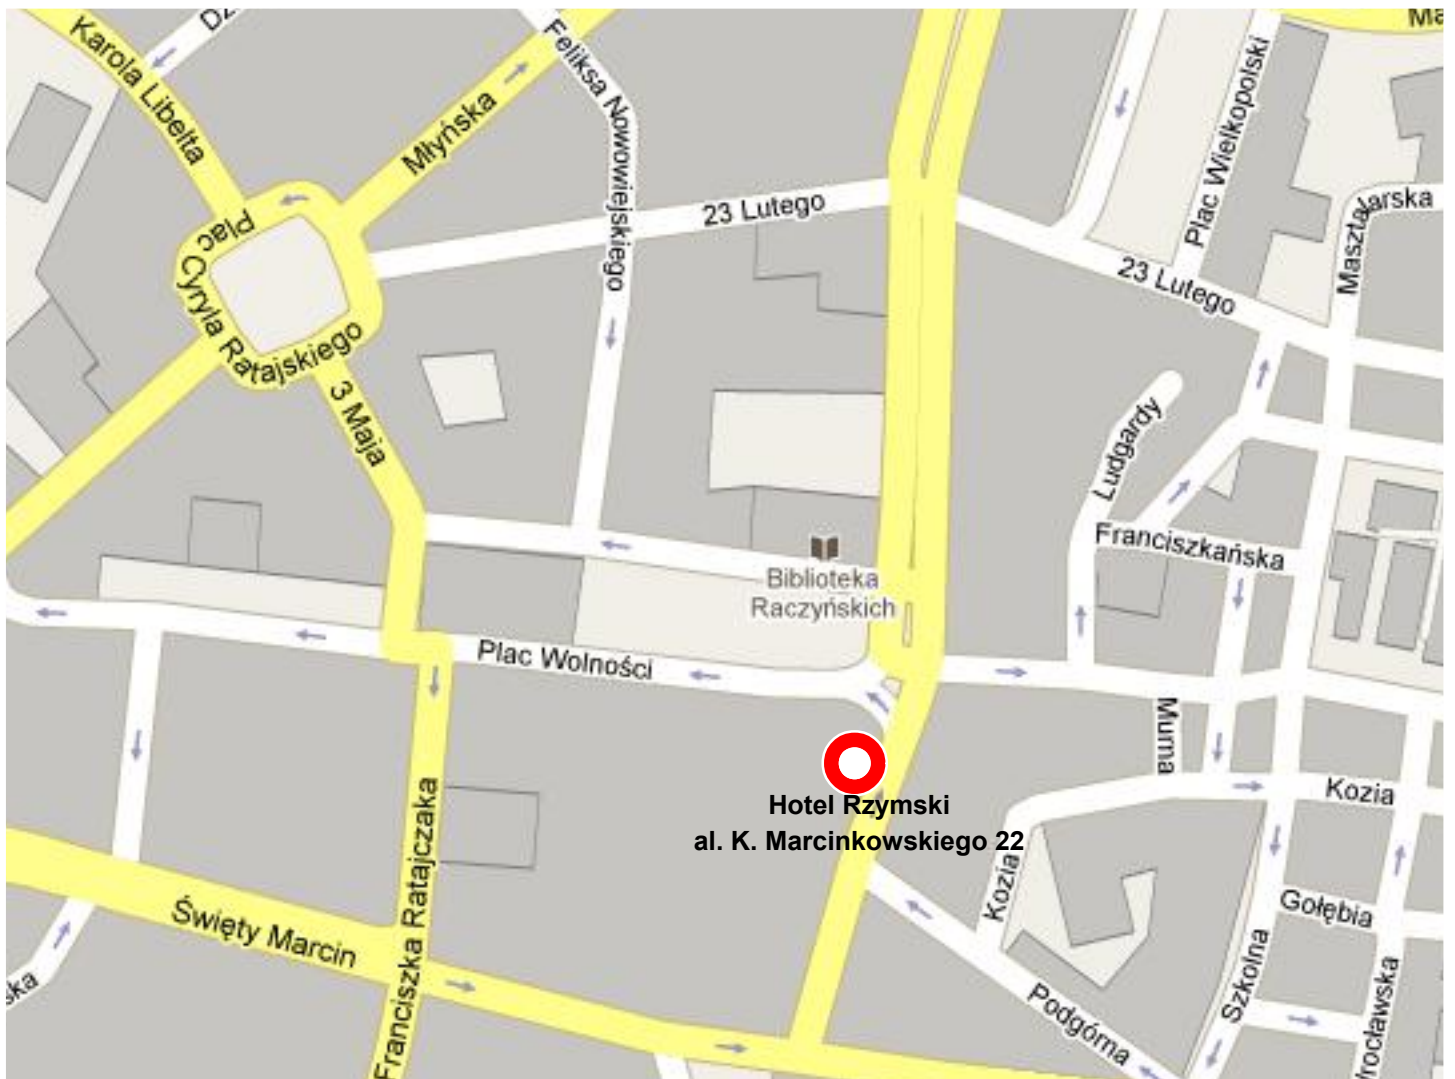 Karola Libelta
Młyńska
Feliksa Nowowiejskiego
Plac Wielkopolski
23 Lutego
Masztalarska
Plac
Cyryla Ratajskiego
23 Lutego
3 Maja
Ludgardy
Franciszkańska
Biblioteka
Raczyńskich
Plac Wolności
Murna
Hotel Rzymski
al. K. Marcinkowskiego 22
Kozia
Kozia
Franciszka Ratajczaka
Święty Marcin
Gołębia
Szkolna
Podgórna